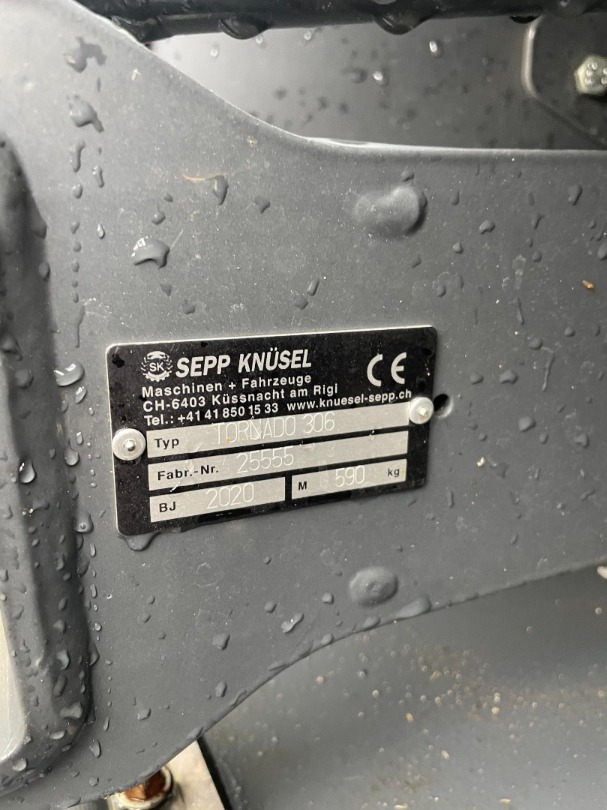 SK SEPP KNÜSEL
Maschinen + Fahrzeuge
CH-6403 Küssnacht am Rigi
Tel.: +41 41 850 15 33 www.knuesel-sepp.ch
CE
Typ TORNADO 306
Fabr.-Nr. 25555
BJ 2020 M 590 kg